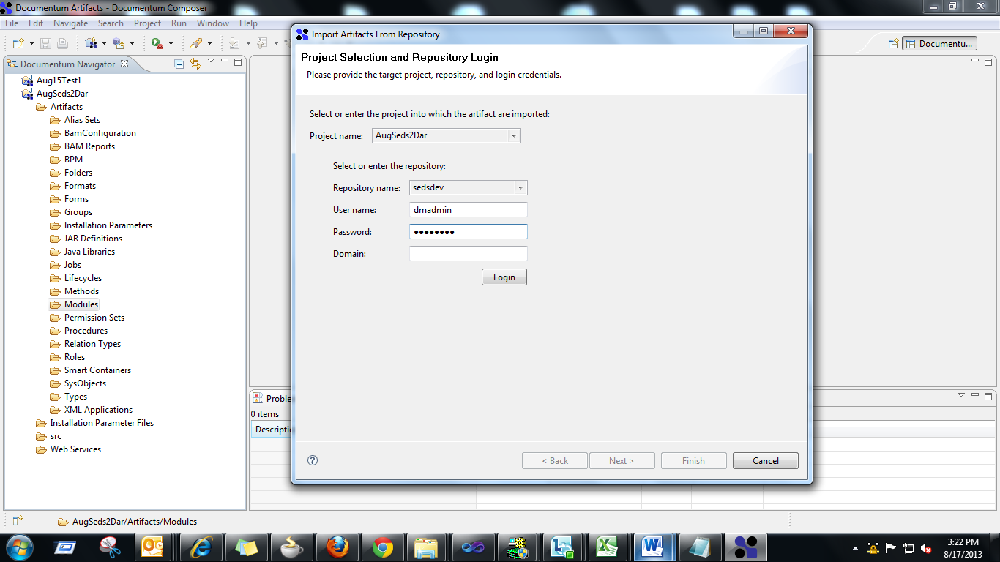 Documentum Artifacts - Documentum Composer
File Edit Navigate Search Project Run Window Help
Documentu...
Documentum Navigator
Aug15Test1
AugSeds2Dar
Artifacts
Alias Sets
BamConfiguration
BAM Reports
BPM
Folders
Formats
Forms
Groups
Installation Parameters
JAR Definitions
Java Libraries
Jobs
Lifecycles
Methods
Modules
Permission Sets
Procedures
Relation Types
Roles
Smart Containers
SysObjects
Types
XML Applications
Installation Parameter Files
src
Web Services
Import Artifacts From Repository
Project Selection and Repository Login
Please provide the target project, repository, and login credentials.
Select or enter the project into which the artifact are imported:
Project name: AugSeds2Dar
Select or enter the repository:
Repository name: sedsdev
User name: dmadmin
Password: ●●●●●●●●
Domain:
Login
? < Back Next > Finish Cancel
Proble
0 items
Descripti
AugSeds2Dar/Artifacts/Modules
3:22 PM
8/17/2013